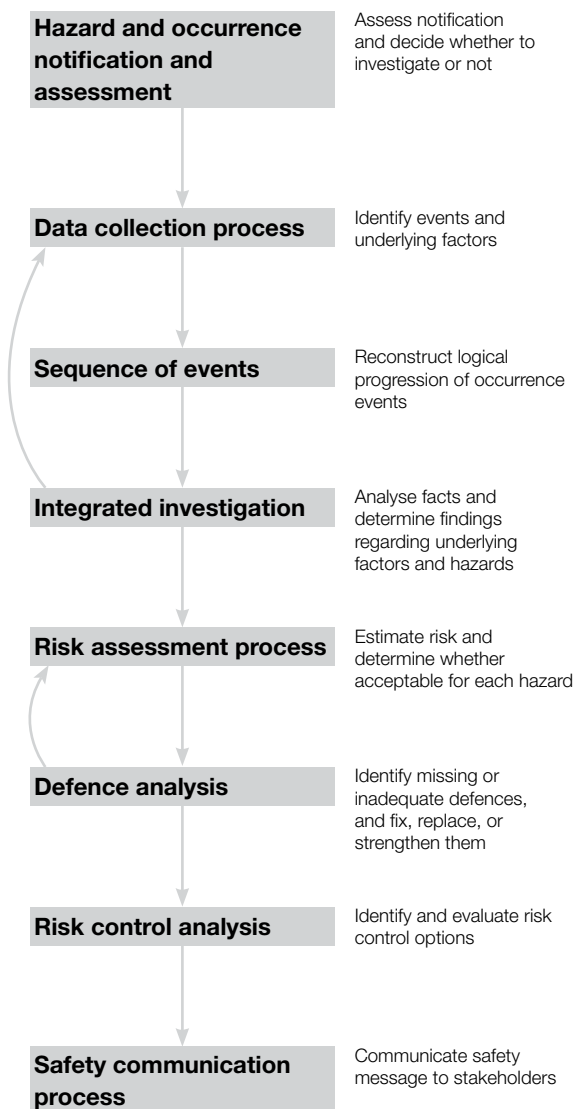 Hazard and occurrence
notification and
assessment
Assess notification
and decide whether to
investigate or not
Data collection process
Identify events and
underlying factors
Sequence of events
Reconstruct logical
progression of occurrence
events
Integrated investigation
Analyse facts and
determine findings
regarding underlying
factors and hazards
Risk assessment process
Estimate risk and
determine whether
acceptable for each hazard
Defence analysis
Identify missing or
inadequate defences,
and fix, replace, or
strengthen them
Risk control analysis
Identify and evaluate risk
control options
Safety communication
process
Communicate safety
message to stakeholders